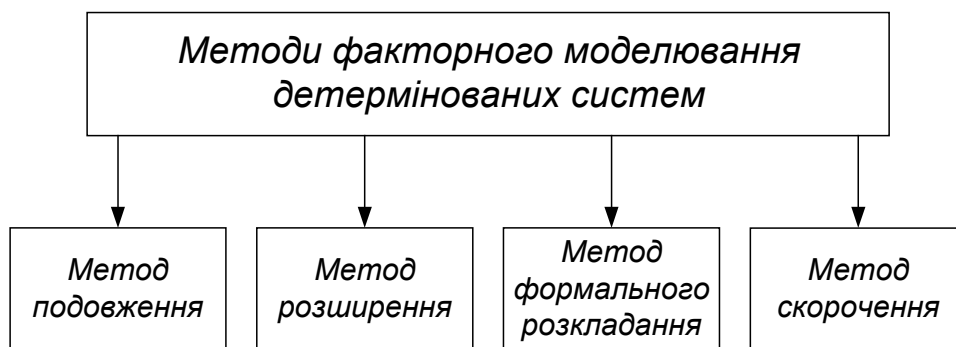 Методи факторного моделювання
детермінованих систем
Метод
подовження
Метод
розширення
Метод
формального
розкладання
Метод
скорочення